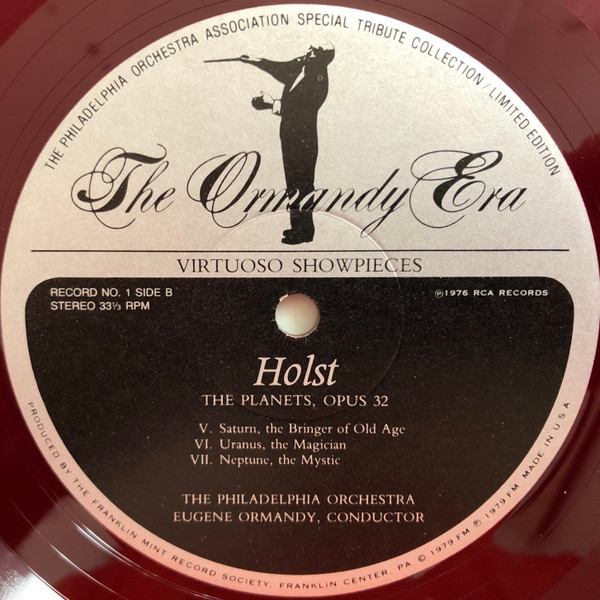 THE PHILADELPHIA ORCHESTRA ASSOCIATION SPECIAL TRIBUTE COLLECTION/LIMITED EDITION
The Ormandy Era
VIRTUOSO SHOWPIECES
RECORD NO. 1 SIDE B
STEREO 33⅓ RPM
℗1976 RCA RECORDS
Holst
THE PLANETS, OPUS 32
V. Saturn, the Bringer of Old Age
VI. Uranus, the Magician
VII. Neptune, the Mystic
THE PHILADELPHIA ORCHESTRA
EUGENE ORMANDY, CONDUCTOR
PRODUCED BY THE FRANKLIN MINT RECORD SOCIETY, FRANKLIN CENTER, PA © 1979 FM ℗ 1979 FM MADE IN U.S.A.